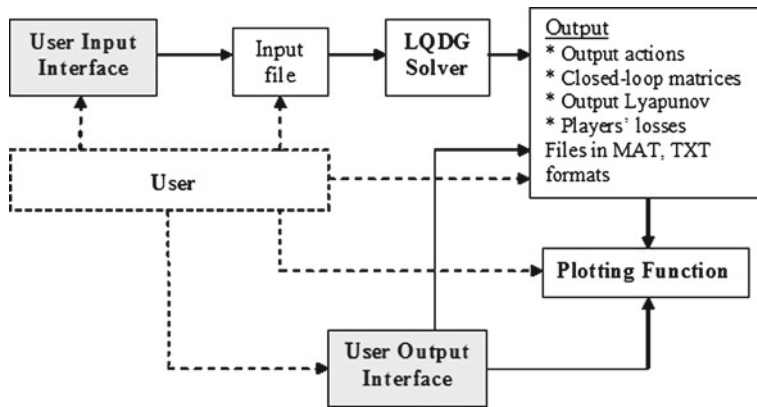 User Input
Interface
Input
file
LQDG
Solver
Output
* Output actions
* Closed-loop matrices
* Output Lyapunov
* Players' losses
Files in MAT, TXT
formats
User
Plotting Function
User Output
Interface